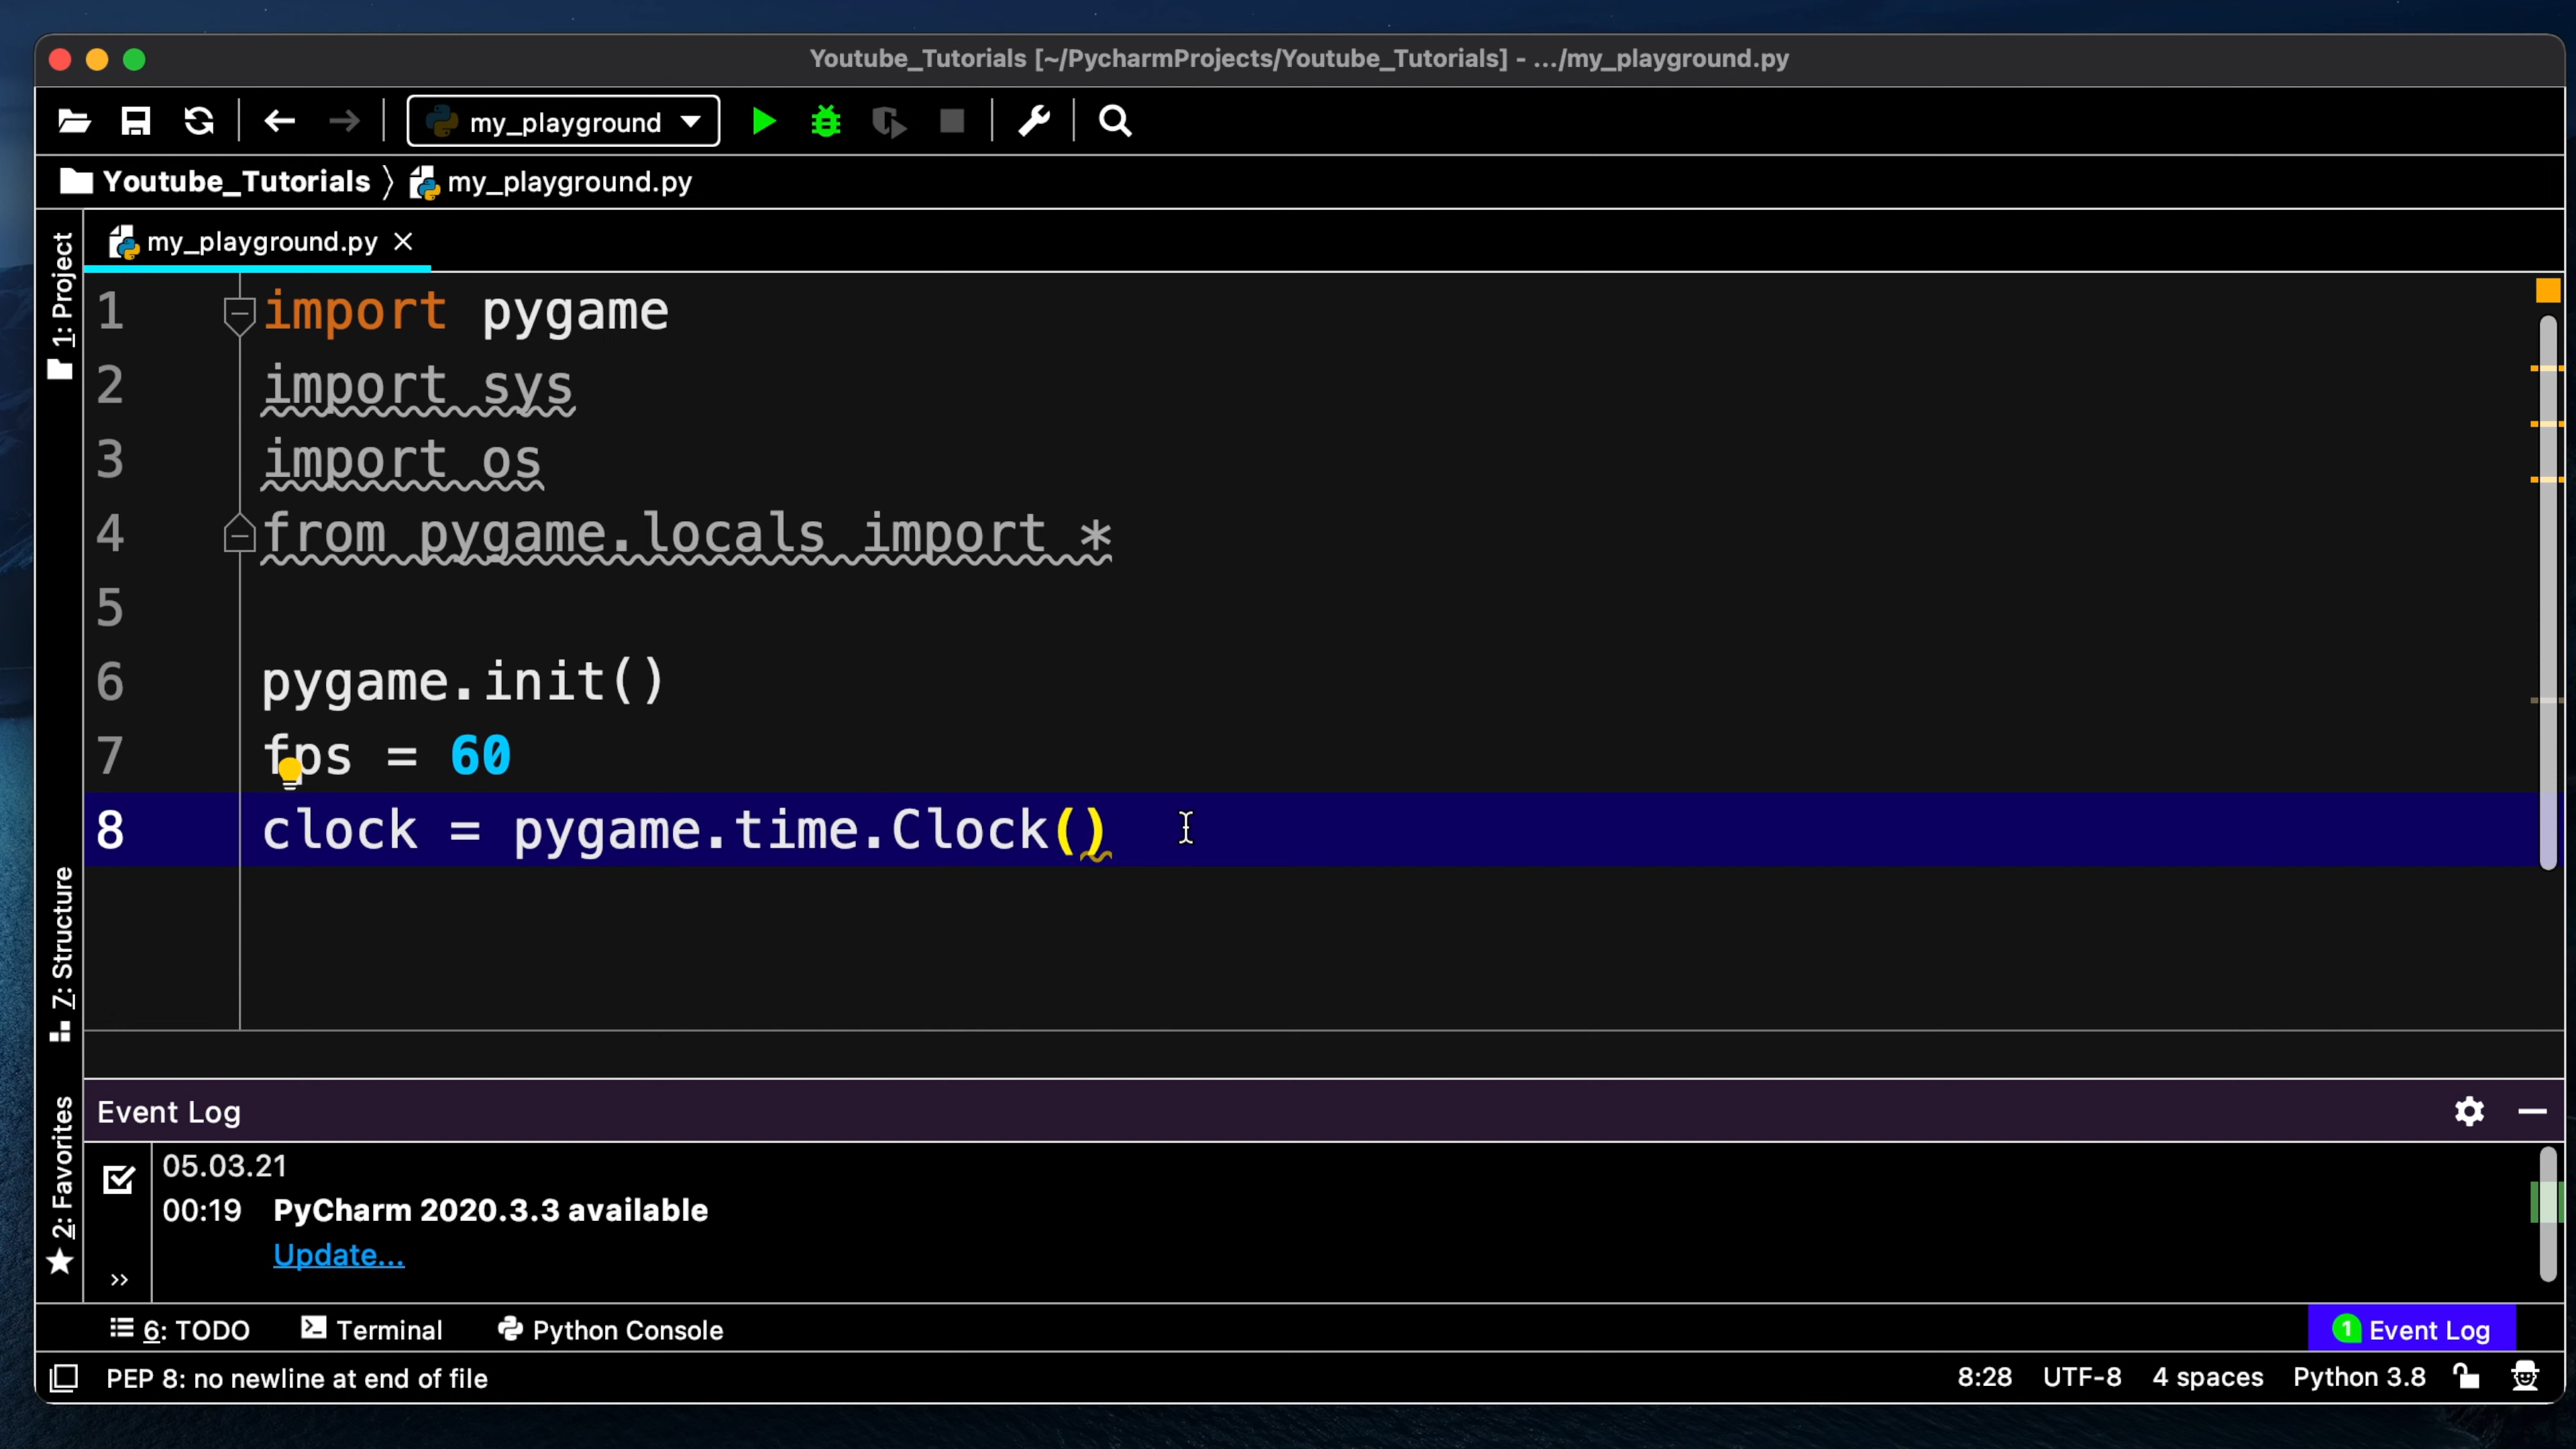 Youtube_Tutorials [~/PycharmProjects/Youtube_Tutorials] - .../my_playground.py
my_playground
Youtube_Tutorials 〉 my_playground.py
my_playground.py ×
1: Project
1 import pygame
2 import sys
3 import os
4 from pygame.locals import *
5
6 pygame.init()
7 fps = 60
8 clock = pygame.time.Clock()
7: Structure
2: Favorites
Event Log
05.03.21
00:19 PyCharm 2020.3.3 available
Update...
»
6: TODO Terminal Python Console 1 Event Log
PEP 8: no newline at end of file 8:28 UTF-8 4 spaces Python 3.8